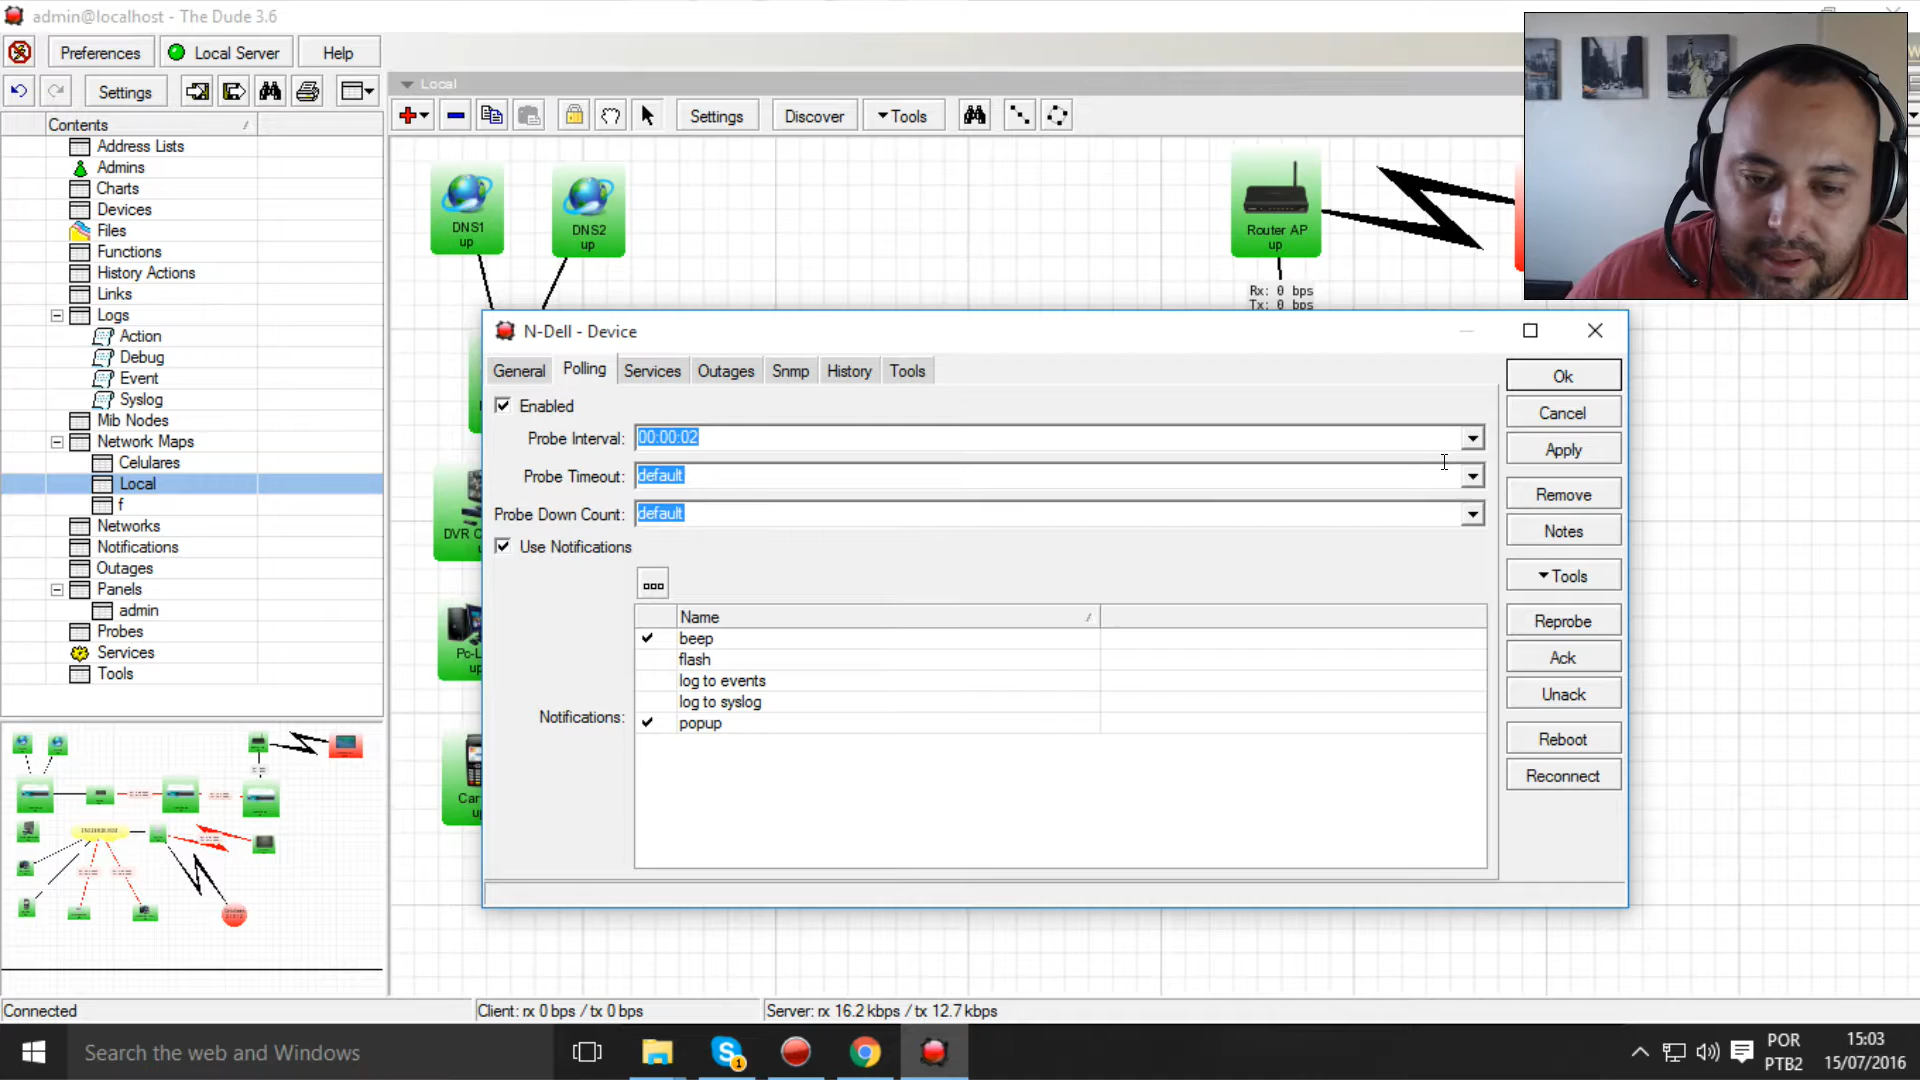 admin@localhost - The Dude 3.6
Preferences
Local Server
Help
Settings
Local
Settings
Discover
Tools
Contents
Address Lists
Admins
Charts
Devices
Files
Functions
History Actions
Links
Logs
Action
Debug
Event
Syslog
Mib Nodes
Network Maps
Celulares
Local
f
Networks
Notifications
Outages
Panels
admin
Probes
Services
Tools
DNS1
up
DNS2
up
Router AP
up
Rx: 0 bps
Tx: 0 bps
DVR C
Pc-L
up
Car
up
N-Dell - Device
General
Polling
Services
Outages
Snmp
History
Tools
Enabled
Probe Interval: 00:00:02
Probe Timeout: default
Probe Down Count: default
Use Notifications
Name
beep
flash
log to events
log to syslog
popup
Notifications:
Ok
Cancel
Apply
Remove
Notes
Tools
Reprobe
Ack
Unack
Reboot
Reconnect
Connected
Client: rx 0 bps / tx 0 bps
Server: rx 16.2 kbps / tx 12.7 kbps
Search the web and Windows
1
POR
PTB2
15:03
15/07/2016